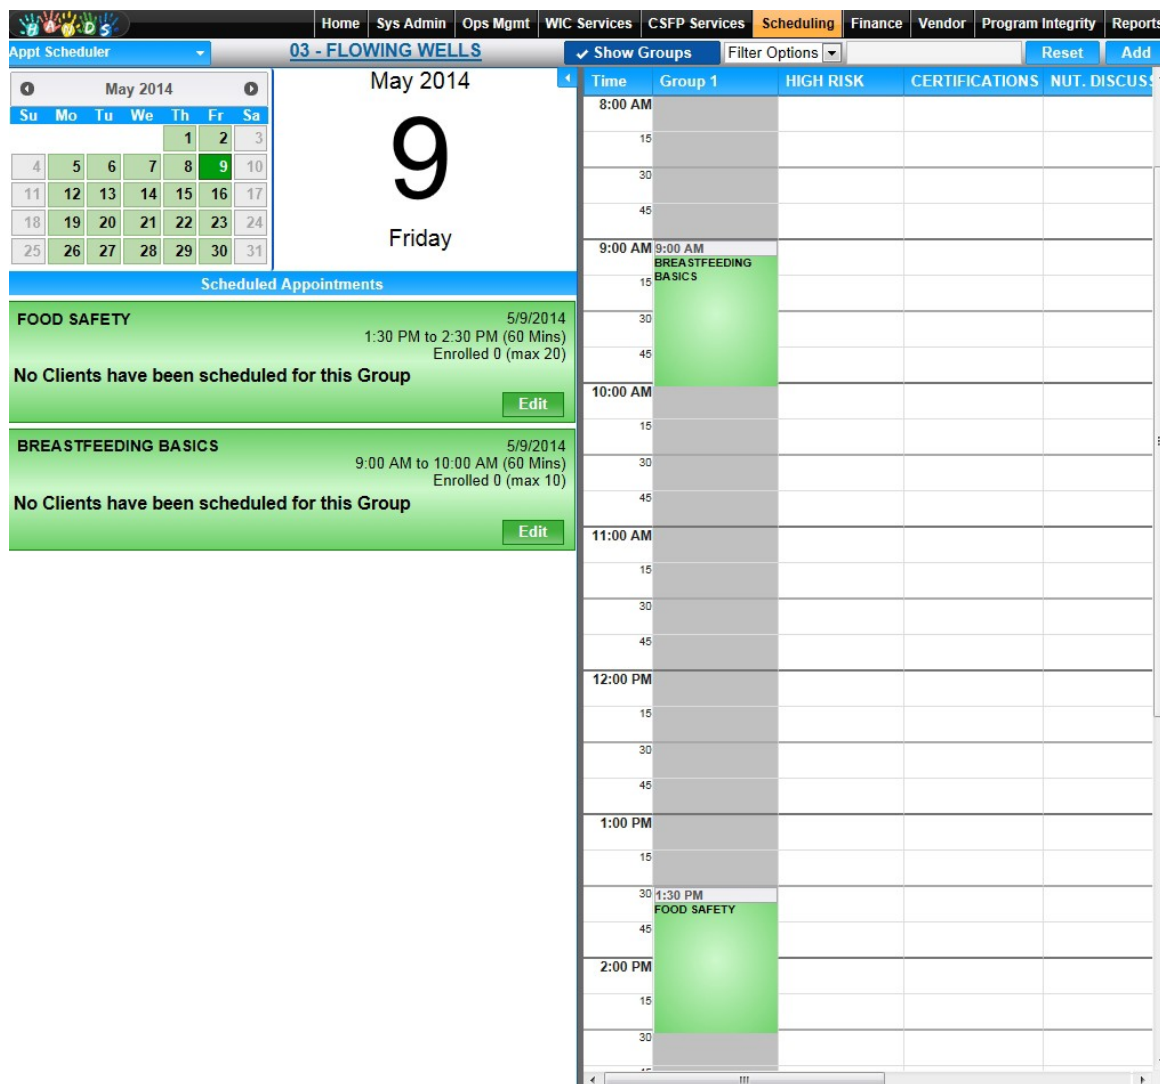 HANDS
Home Sys Admin Ops Mgmt WIC Services CSFP Services Scheduling Finance Vendor Program Integrity Reports
Appt Scheduler 03 - FLOWING WELLS Show Groups Filter Options Reset Add
May 2014
Su Mo Tu We Th Fr Sa
1 2 3
4 5 6 7 8 9 10
11 12 13 14 15 16 17
18 19 20 21 22 23 24
25 26 27 28 29 30 31
May 2014
9
Friday
Scheduled Appointments
FOOD SAFETY 5/9/2014
1:30 PM to 2:30 PM (60 Mins)
Enrolled 0 (max 20)
No Clients have been scheduled for this Group
Edit
BREASTFEEDING BASICS 5/9/2014
9:00 AM to 10:00 AM (60 Mins)
Enrolled 0 (max 10)
No Clients have been scheduled for this Group
Edit
Time Group 1 HIGH RISK CERTIFICATIONS NUT. DISCUSS
8:00 AM
15
30
45
9:00 AM 9:00 AM
BREASTFEEDING
15 BASICS
30
45
10:00 AM
15
30
45
11:00 AM
15
30
45
12:00 PM
15
30
45
1:00 PM
15
30 1:30 PM
FOOD SAFETY
45
2:00 PM
15
30